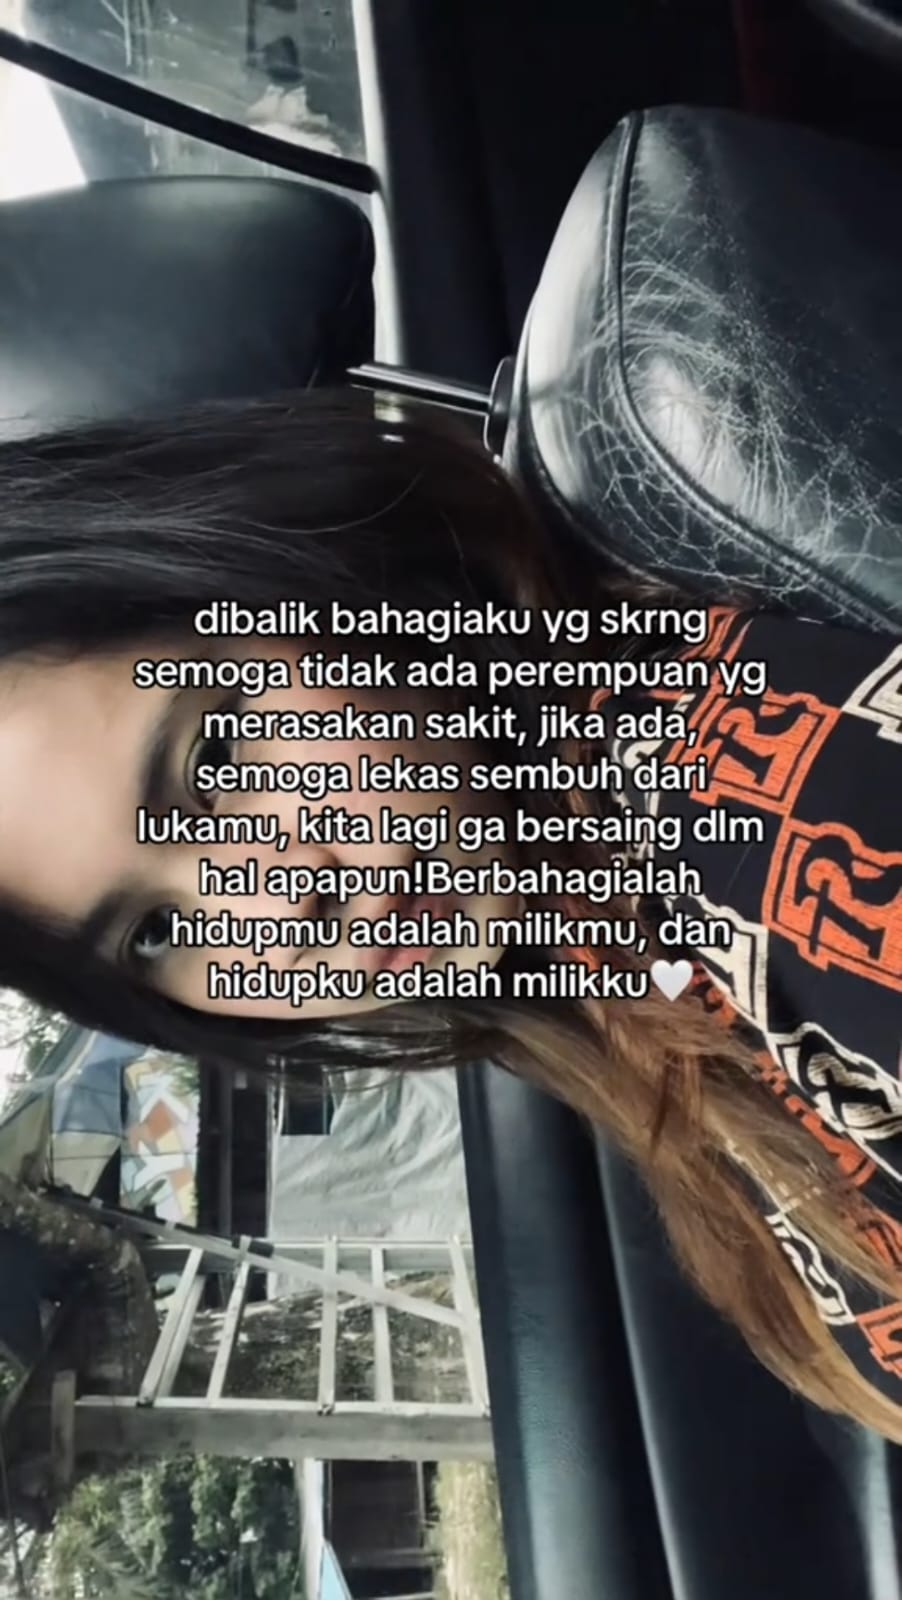 dibalik bahagiaku yg skrng
semoga tidak ada perempuan yg
merasakan sakit, jika ada,
semoga lekas sembuh dari
lukamu, kita lagi ga bersaing dlm
hal apapun!Berbahagialah
hidupmu adalah milikmu, dan
hidupku adalah milikku🤍